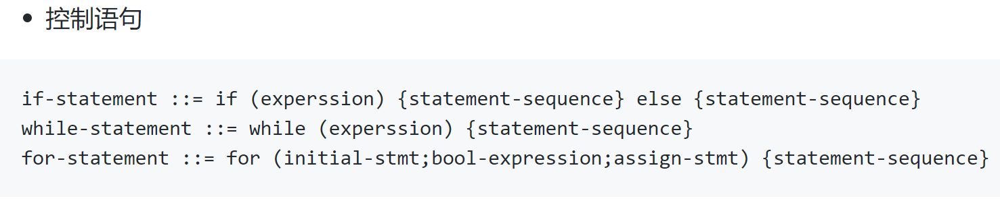 • 控制语句
if-statement ::= if (experssion) {statement-sequence} else {statement-sequence}
while-statement ::= while (experssion) {statement-sequence}
for-statement ::= for (initial-stmt;bool-expression;assign-stmt) {statement-sequence}